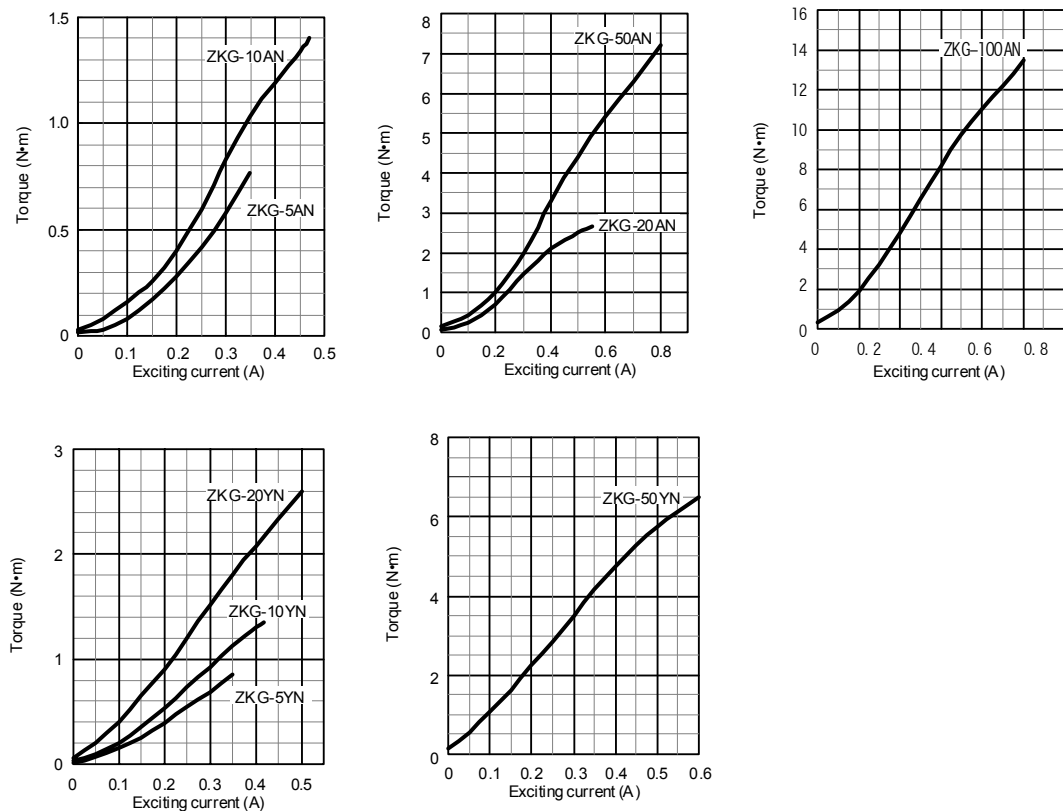 1.5
1.0
0.5
0
Torque (N•m)
ZKG-10AN
ZKG-5AN
0 0.1 0.2 0.3 0.4 0.5
Exciting current (A)
8
7
6
5
4
3
2
1
0
Torque (N•m)
ZKG-50AN
ZKG-20AN
0 0.2 0.4 0.6 0.8
Exciting current (A)
16
14
12
10
8
6
4
2
0
Torque (N•m)
ZKG-100AN
0 0.2 0.4 0.6 0.8
Exciting current (A)
3
2
1
0
Torque (N•m)
ZKG-20YN
ZKG-10YN
ZKG-5YN
0 0.1 0.2 0.3 0.4 0.5
Exciting current (A)
8
6
4
2
0
Torque (N•m)
ZKG-50YN
0 0.1 0.2 0.3 0.4 0.5 0.6
Exciting current (A)